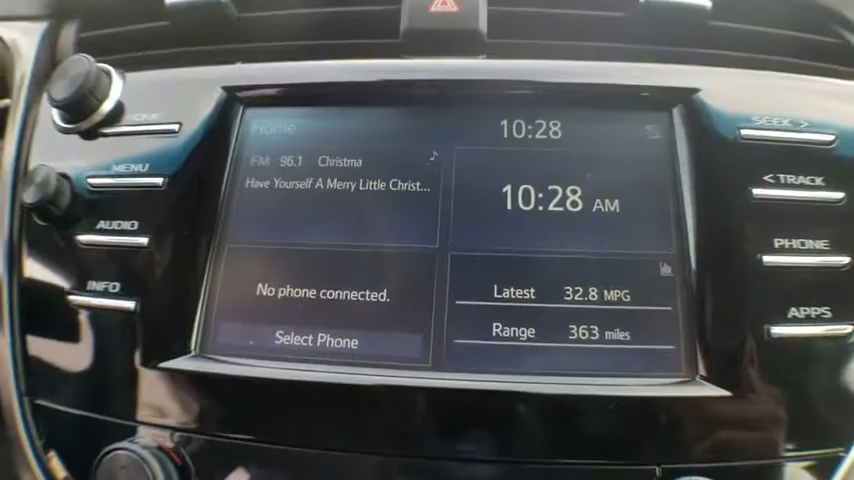 Home
10:28
FM 96.1 Christma
Have Yourself A Merry Little Christ...
10:28 AM
No phone connected.
Select Phone
Latest 32.8 MPG
Range 363 miles
HOME
MENU
AUDIO
INFO
SEEK >
< TRACK
PHONE
APPS